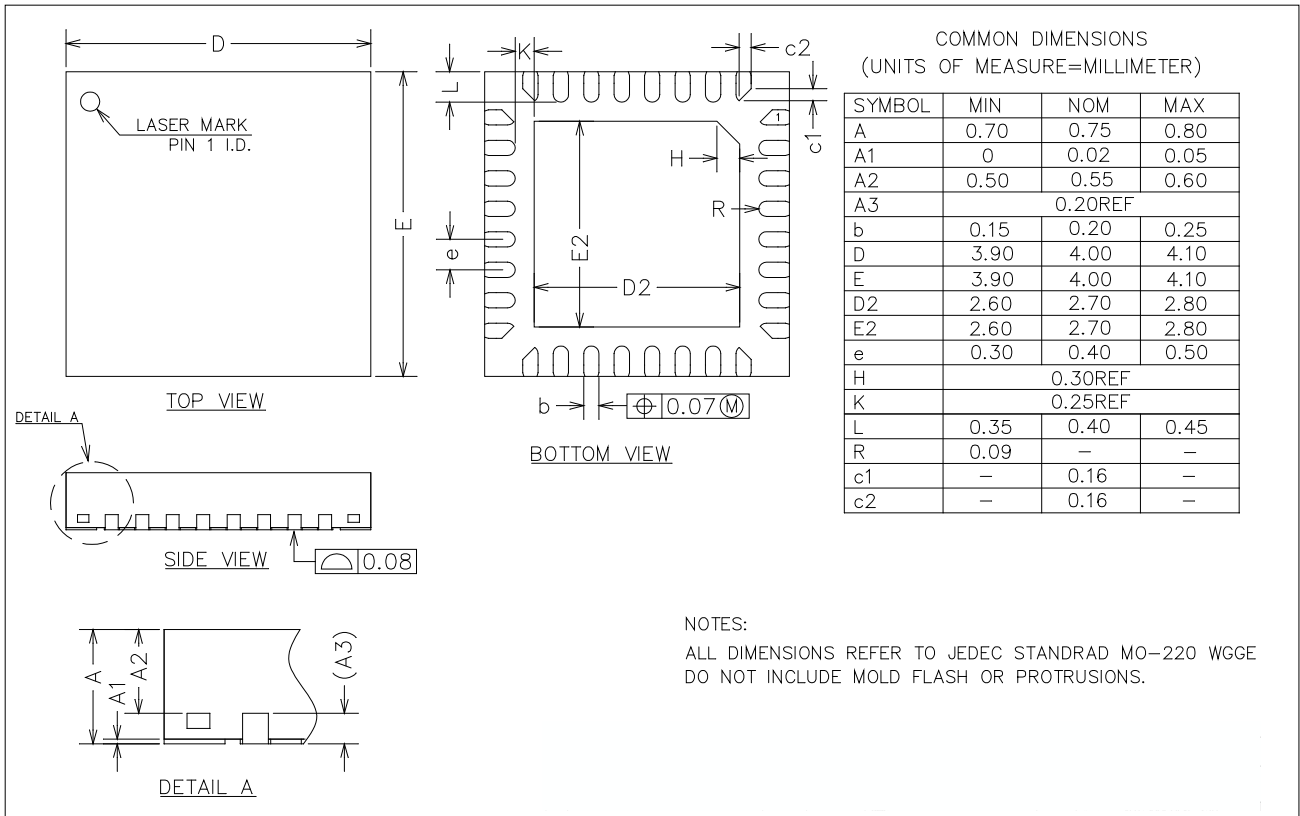 D
LASER MARK
PIN 1 I.D.
E
TOP VIEW
K
c2
L
c1
1
H
R
e
E2
D2
b
⌖ 0.07 Ⓜ
BOTTOM VIEW
COMMON DIMENSIONS
(UNITS OF MEASURE=MILLIMETER)
SYMBOL MIN NOM MAX
A 0.70 0.75 0.80
A1 0 0.02 0.05
A2 0.50 0.55 0.60
A3 0.20REF
b 0.15 0.20 0.25
D 3.90 4.00 4.10
E 3.90 4.00 4.10
D2 2.60 2.70 2.80
E2 2.60 2.70 2.80
e 0.30 0.40 0.50
H 0.30REF
K 0.25REF
L 0.35 0.40 0.45
R 0.09 – –
c1 – 0.16 –
c2 – 0.16 –
DETAIL A
SIDE VIEW
⌓ 0.08
A
A1
A2
(A3)
DETAIL A
NOTES:
ALL DIMENSIONS REFER TO JEDEC STANDRAD MO-220 WGGE
DO NOT INCLUDE MOLD FLASH OR PROTRUSIONS.